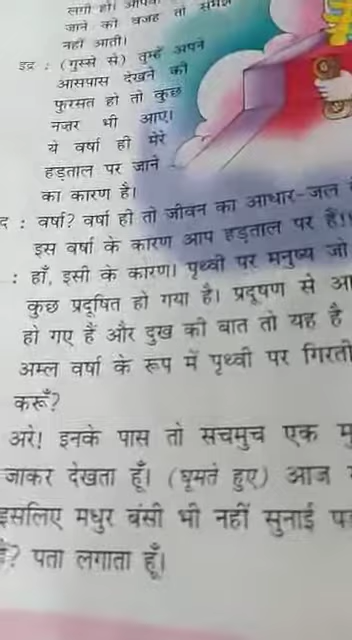 जाने की वजह तो समझ
नहीं आती।
इंद्र : (गुस्से से) तुम्हें अपने
आसपास देखने की
फुरसत हो तो कुछ
नज़र भी आए।
ये वर्षा ही मेरे
हड़ताल पर जाने
का कारण है।
: वर्षा? वर्षा ही तो जीवन का आधार-जल
इस वर्षा के कारण आप हड़ताल पर हैं!
: हाँ, इसी के कारण। पृथ्वी पर मनुष्य जो
कुछ प्रदूषित हो गया है। प्रदूषण से
हो गए हैं और दुख की बात तो यह है
अम्ल वर्षा के रूप में पृथ्वी पर गिरती
करूँ?
अरे! इनके पास तो सचमुच एक
जाकर देखता हूँ। (घूमते हुए) आज
इसलिए मधुर बंसी भी नहीं सुनाई
है? पता लगाता हूँ।